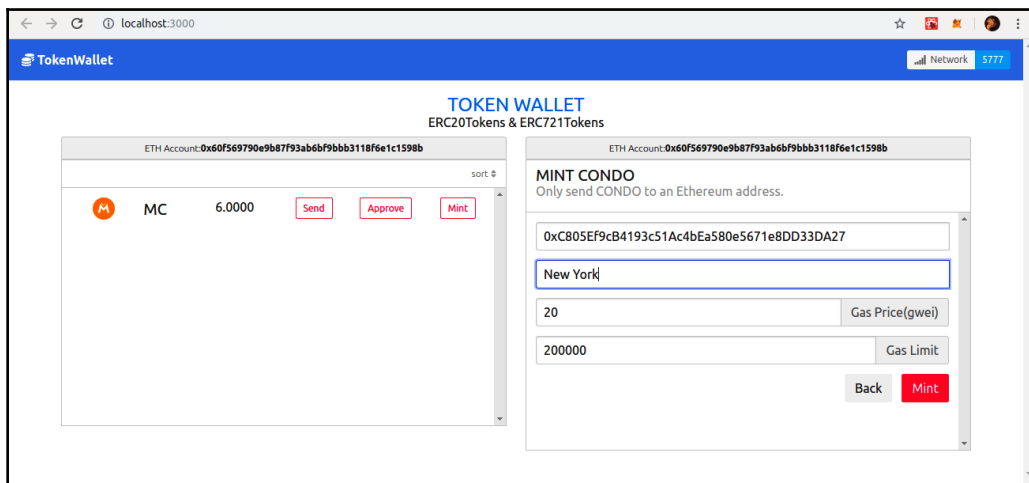 localhost:3000
TokenWallet
Network 5777
TOKEN WALLET
ERC20Tokens & ERC721Tokens
ETH Account:0x60f569790e9b87f93ab6bf9bbb3118f6e1c1598b
sort
MC 6.0000 Send Approve Mint
ETH Account:0x60f569790e9b87f93ab6bf9bbb3118f6e1c1598b
MINT CONDO
Only send CONDO to an Ethereum address.
0xC805Ef9cB4193c51Ac4bEa580e5671e8DD33DA27
New York
20 Gas Price(gwei)
200000 Gas Limit
Back Mint